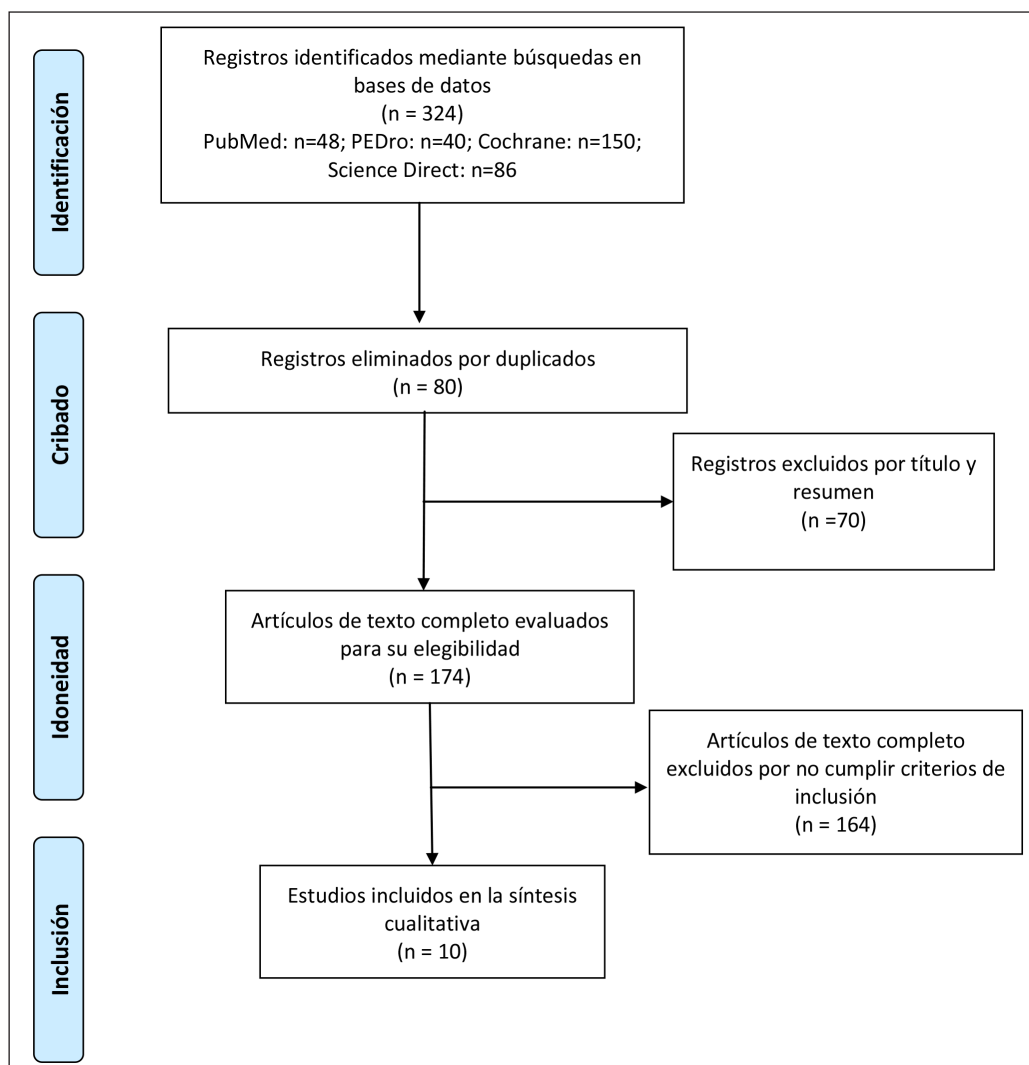 Identificación
Registros identificados mediante búsquedas en
bases de datos
(n = 324)
PubMed: n=48; PEDro: n=40; Cochrane: n=150;
Science Direct: n=86
Cribado
Registros eliminados por duplicados
(n = 80)
Registros excluidos por título y
resumen
(n =70)
Idoneidad
Artículos de texto completo evaluados
para su elegibilidad
(n = 174)
Artículos de texto completo
excluidos por no cumplir criterios de
inclusión
(n = 164)
Inclusión
Estudios incluidos en la síntesis
cualitativa
(n = 10)